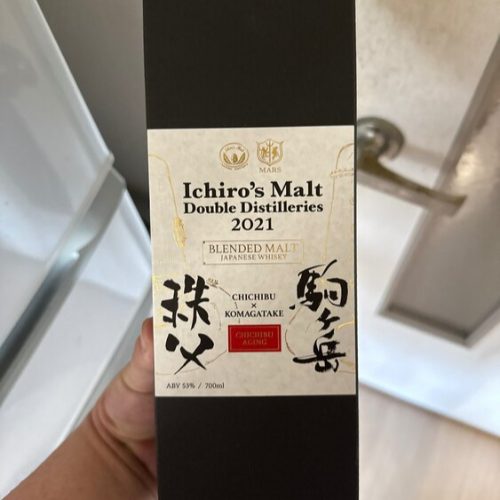 MARS
Ichiro's Malt
Double Distilleries
2021
BLENDED MALT
JAPANESE WHISKY
秩父
CHICHIBU
×
KOMAGATAKE
駒ヶ岳
CHICHIBU
AGING
ABV 53% / 700ml